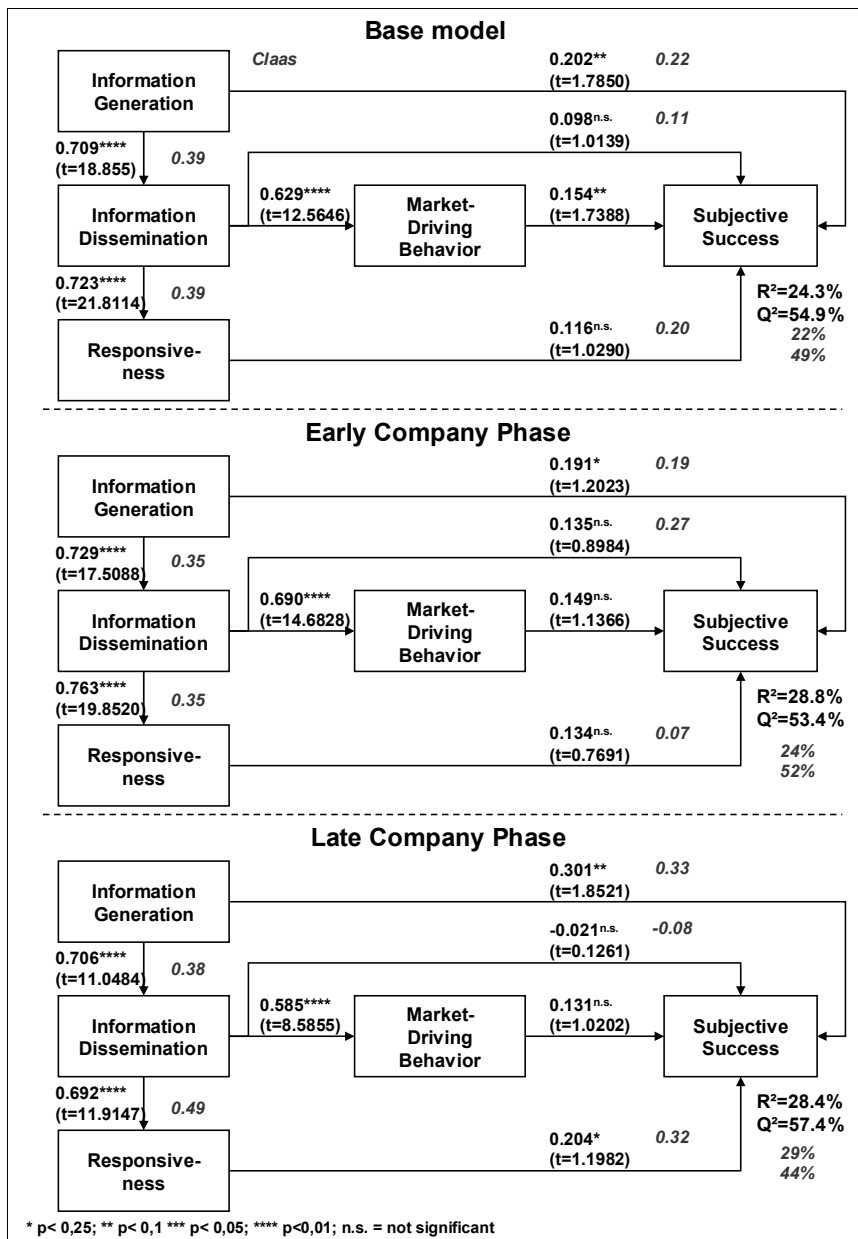 Base model
Claas
0.202** 0.22
(t=1.7850)
Information
Generation
0.098n.s. 0.11
(t=1.0139)
0.709****
(t=18.855) 0.39
0.629****
(t=12.5646)
0.154**
(t=1.7388)
Information
Dissemination
Market-
Driving
Behavior
Subjective
Success
0.723****
(t=21.8114) 0.39
R²=24.3%
Q²=54.9%
22%
49%
0.116n.s. 0.20
(t=1.0290)
Responsive-
ness
Early Company Phase
0.191* 0.19
(t=1.2023)
Information
Generation
0.135n.s. 0.27
(t=0.8984)
0.729****
(t=17.5088) 0.35
0.690****
(t=14.6828)
0.149n.s.
(t=1.1366)
Information
Dissemination
Market-
Driving
Behavior
Subjective
Success
0.763****
(t=19.8520) 0.35
R²=28.8%
Q²=53.4%
24%
52%
0.134n.s. 0.07
(t=0.7691)
Responsive-
ness
Late Company Phase
0.301** 0.33
(t=1.8521)
Information
Generation
-0.021n.s. -0.08
(t=0.1261)
0.706****
(t=11.0484) 0.38
0.585****
(t=8.5855)
0.131n.s.
(t=1.0202)
Information
Dissemination
Market-
Driving
Behavior
Subjective
Success
0.692****
(t=11.9147) 0.49
R²=28.4%
Q²=57.4%
29%
44%
0.204* 0.32
(t=1.1982)
Responsive-
ness
* p< 0,25; ** p< 0,1 *** p< 0,05; **** p<0,01; n.s. = not significant